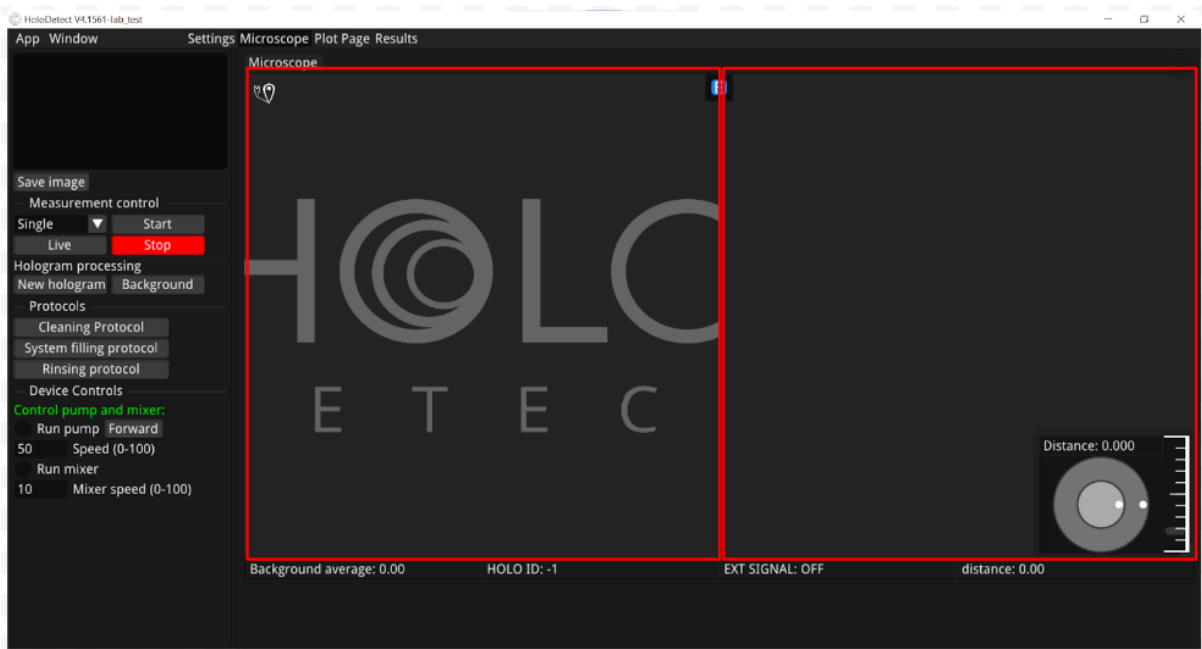 HoloDetect V4.1561-lab_test
App Window Settings Microscope Plot Page Results
Microscope
Save image
Measurement control
Single Start
Live Stop
Hologram processing
New hologram Background
Protocols
Cleaning Protocol
System filling protocol
Rinsing protocol
Device Controls
Control pump and mixer:
Run pump Forward
50 Speed (0-100)
Run mixer
10 Mixer speed (0-100)
HOLO
ETEC
Distance: 0.000
Background average: 0.00 HOLO ID: -1 EXT SIGNAL: OFF distance: 0.00